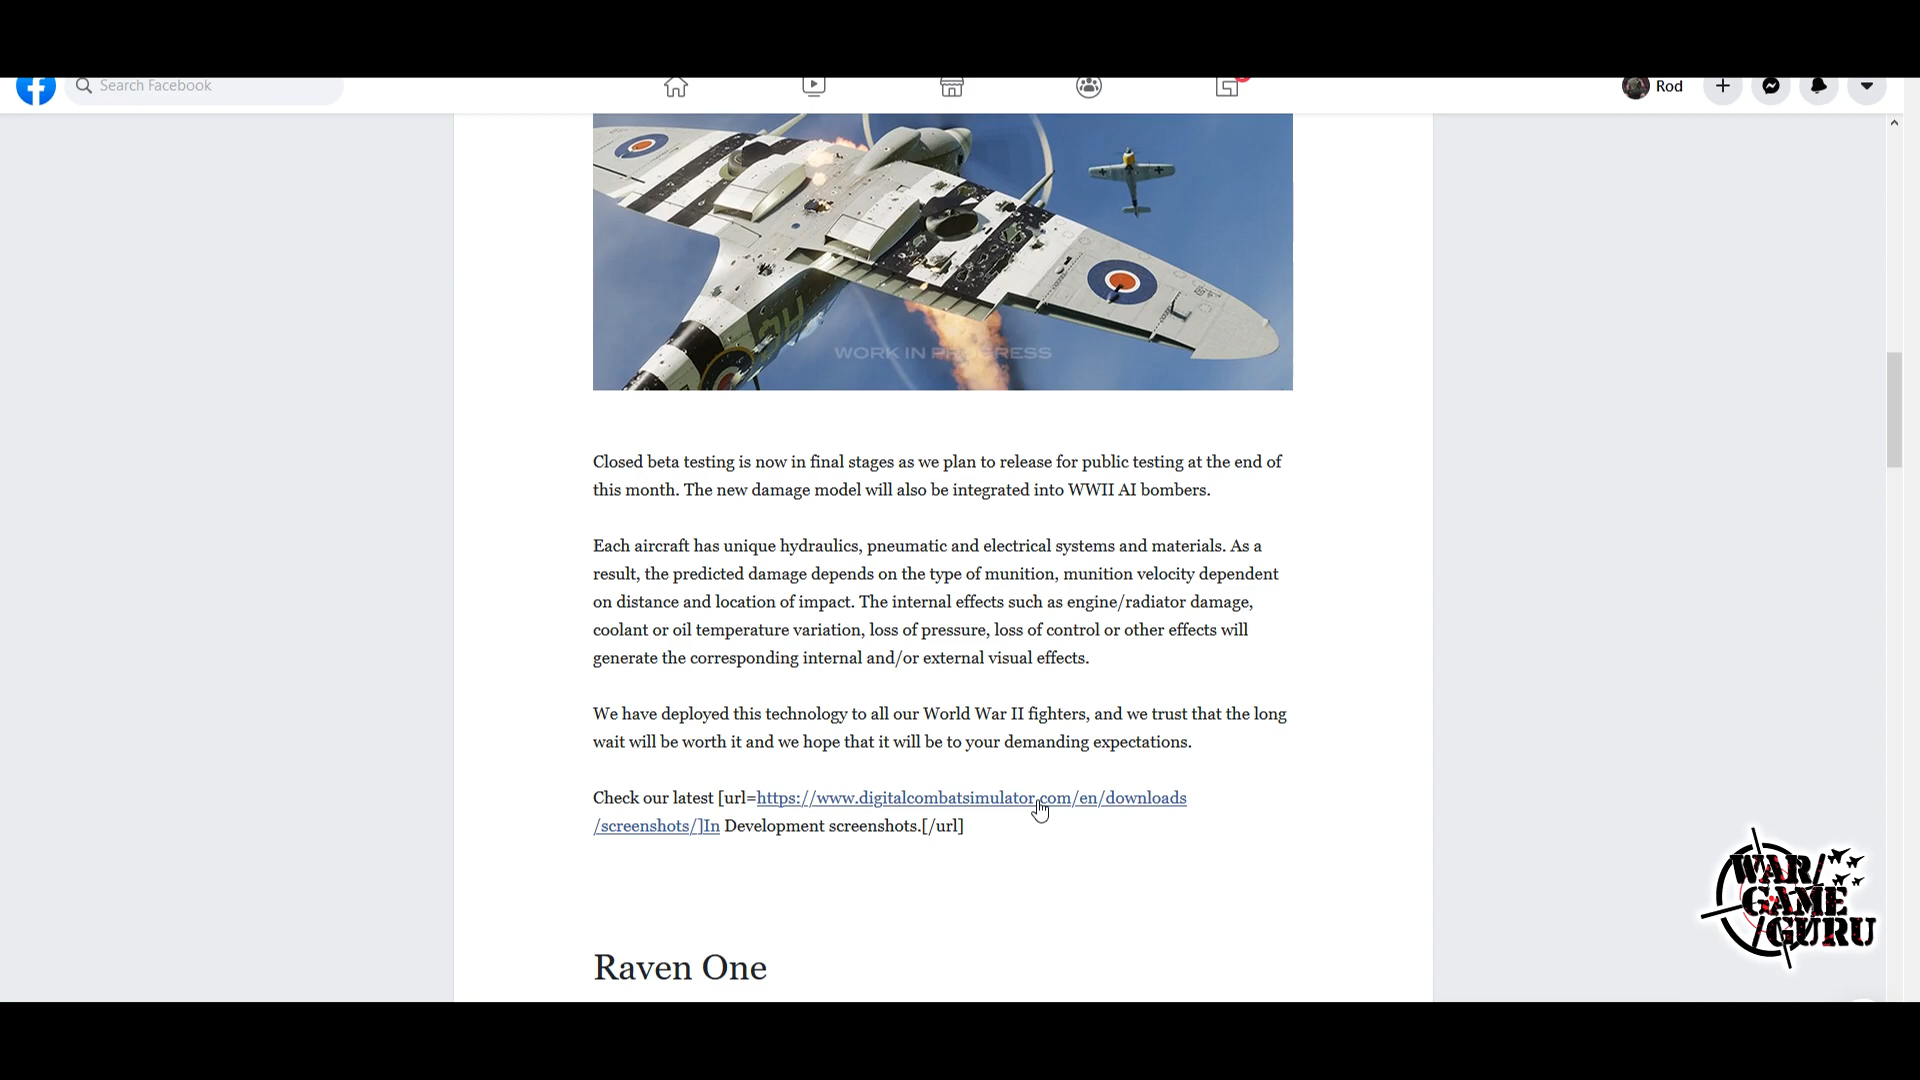 Search Facebook
Rod
WORK IN PROGRESS
Closed beta testing is now in final stages as we plan to release for public testing at the end of
this month. The new damage model will also be integrated into WWII AI bombers.
Each aircraft has unique hydraulics, pneumatic and electrical systems and materials. As a
result, the predicted damage depends on the type of munition, munition velocity dependent
on distance and location of impact. The internal effects such as engine/radiator damage,
coolant or oil temperature variation, loss of pressure, loss of control or other effects will
generate the corresponding internal and/or external visual effects.
We have deployed this technology to all our World War II fighters, and we trust that the long
wait will be worth it and we hope that it will be to your demanding expectations.
Check our latest [url=https://www.digitalcombatsimulator.com/en/downloads
/screenshots/]In Development screenshots.[/url]
WAR/
GAME
GURU
Raven One